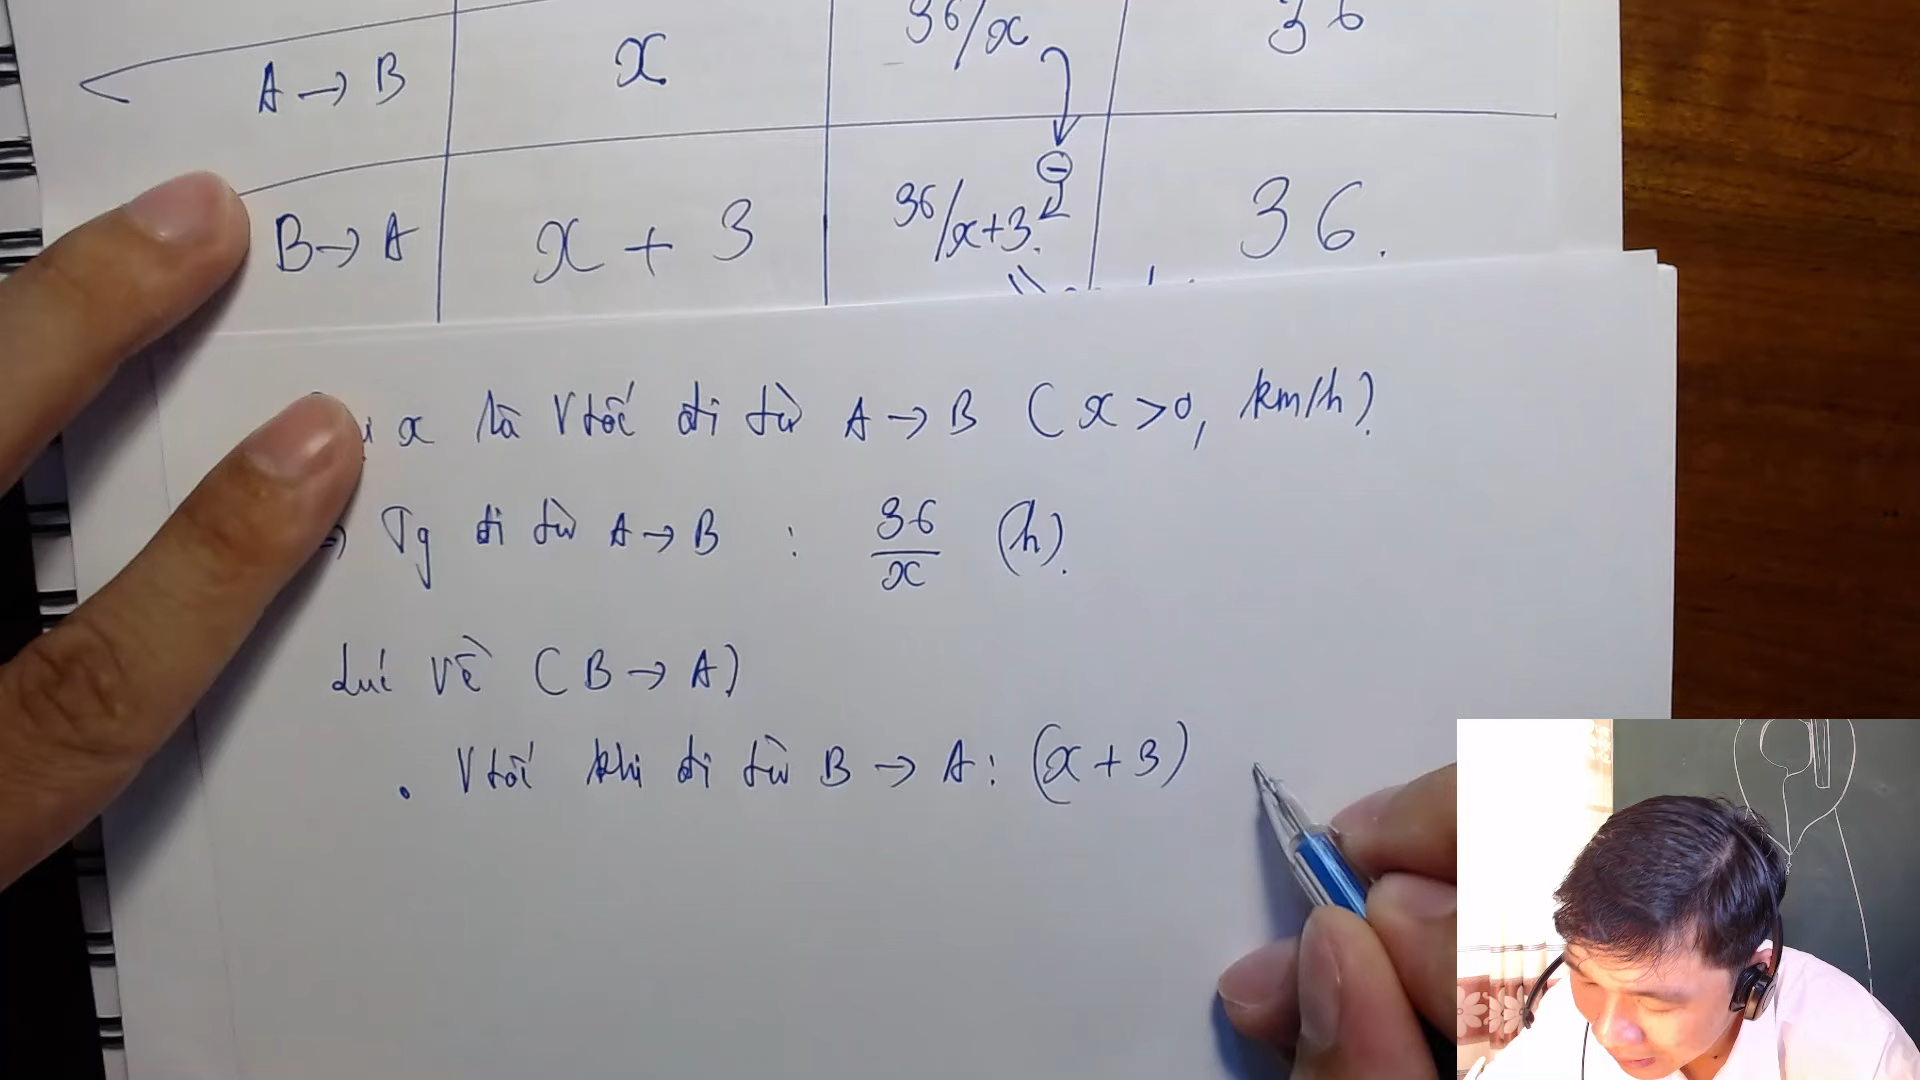 A → B x 36/x 36
B → A x + 3 36/x+3. ⊖ 36.
x là Vtốc đi từ A → B (x > 0, km/h).
⇒ Tg đi từ A → B : 36/x (h).
Lúc về (B → A)
. Vtốc khi đi từ B → A : (x + 3)